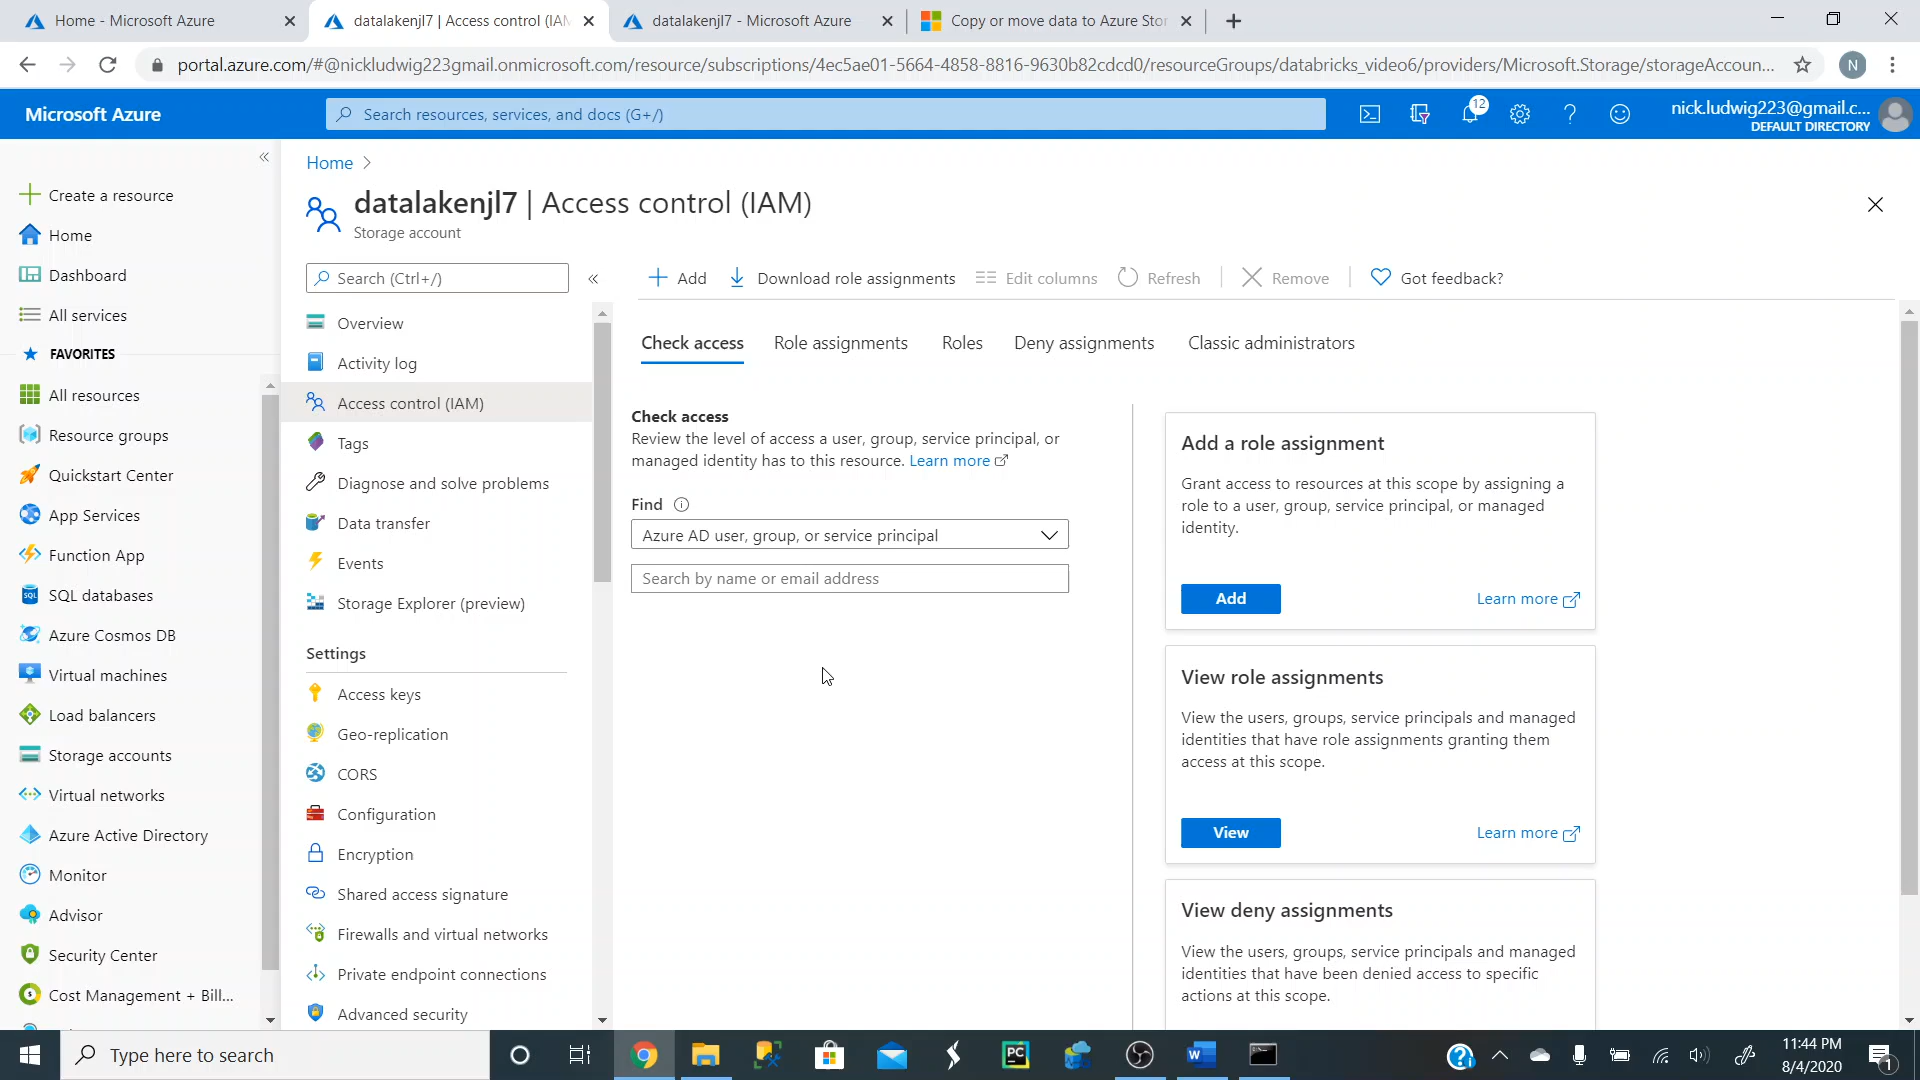 Home - Microsoft Azure
datalakenjl7 | Access control (IAM
datalakenjl7 - Microsoft Azure
Copy or move data to Azure Stor
portal.azure.com/#@nickludwig223gmail.onmicrosoft.com/resource/subscriptions/4ec5ae01-5664-4858-8816-9630b82cdcd0/resourceGroups/databricks_video6/providers/Microsoft.Storage/storageAccoun...
N
Microsoft Azure
Search resources, services, and docs (G+/)
12
nick.ludwig223@gmail.c...
DEFAULT DIRECTORY
Create a resource
Home
Dashboard
All services
FAVORITES
All resources
Resource groups
Quickstart Center
App Services
Function App
SQL databases
Azure Cosmos DB
Virtual machines
Load balancers
Storage accounts
Virtual networks
Azure Active Directory
Monitor
Advisor
Security Center
Cost Management + Bill...
Home >
datalakenjl7 | Access control (IAM)
Storage account
Search (Ctrl+/)
Overview
Activity log
Access control (IAM)
Tags
Diagnose and solve problems
Data transfer
Events
Storage Explorer (preview)
Settings
Access keys
Geo-replication
CORS
Configuration
Encryption
Shared access signature
Firewalls and virtual networks
Private endpoint connections
Advanced security
Add
Download role assignments
Edit columns
Refresh
Remove
Got feedback?
Check access
Role assignments
Roles
Deny assignments
Classic administrators
Check access
Review the level of access a user, group, service principal, or
managed identity has to this resource. Learn more
Find
Azure AD user, group, or service principal
Search by name or email address
Add a role assignment
Grant access to resources at this scope by assigning a
role to a user, group, service principal, or managed
identity.
Add
Learn more
View role assignments
View the users, groups, service principals and managed
identities that have role assignments granting them
access at this scope.
View
Learn more
View deny assignments
View the users, groups, service principals and managed
identities that have been denied access to specific
actions at this scope.
Type here to search
11:44 PM
8/4/2020
1